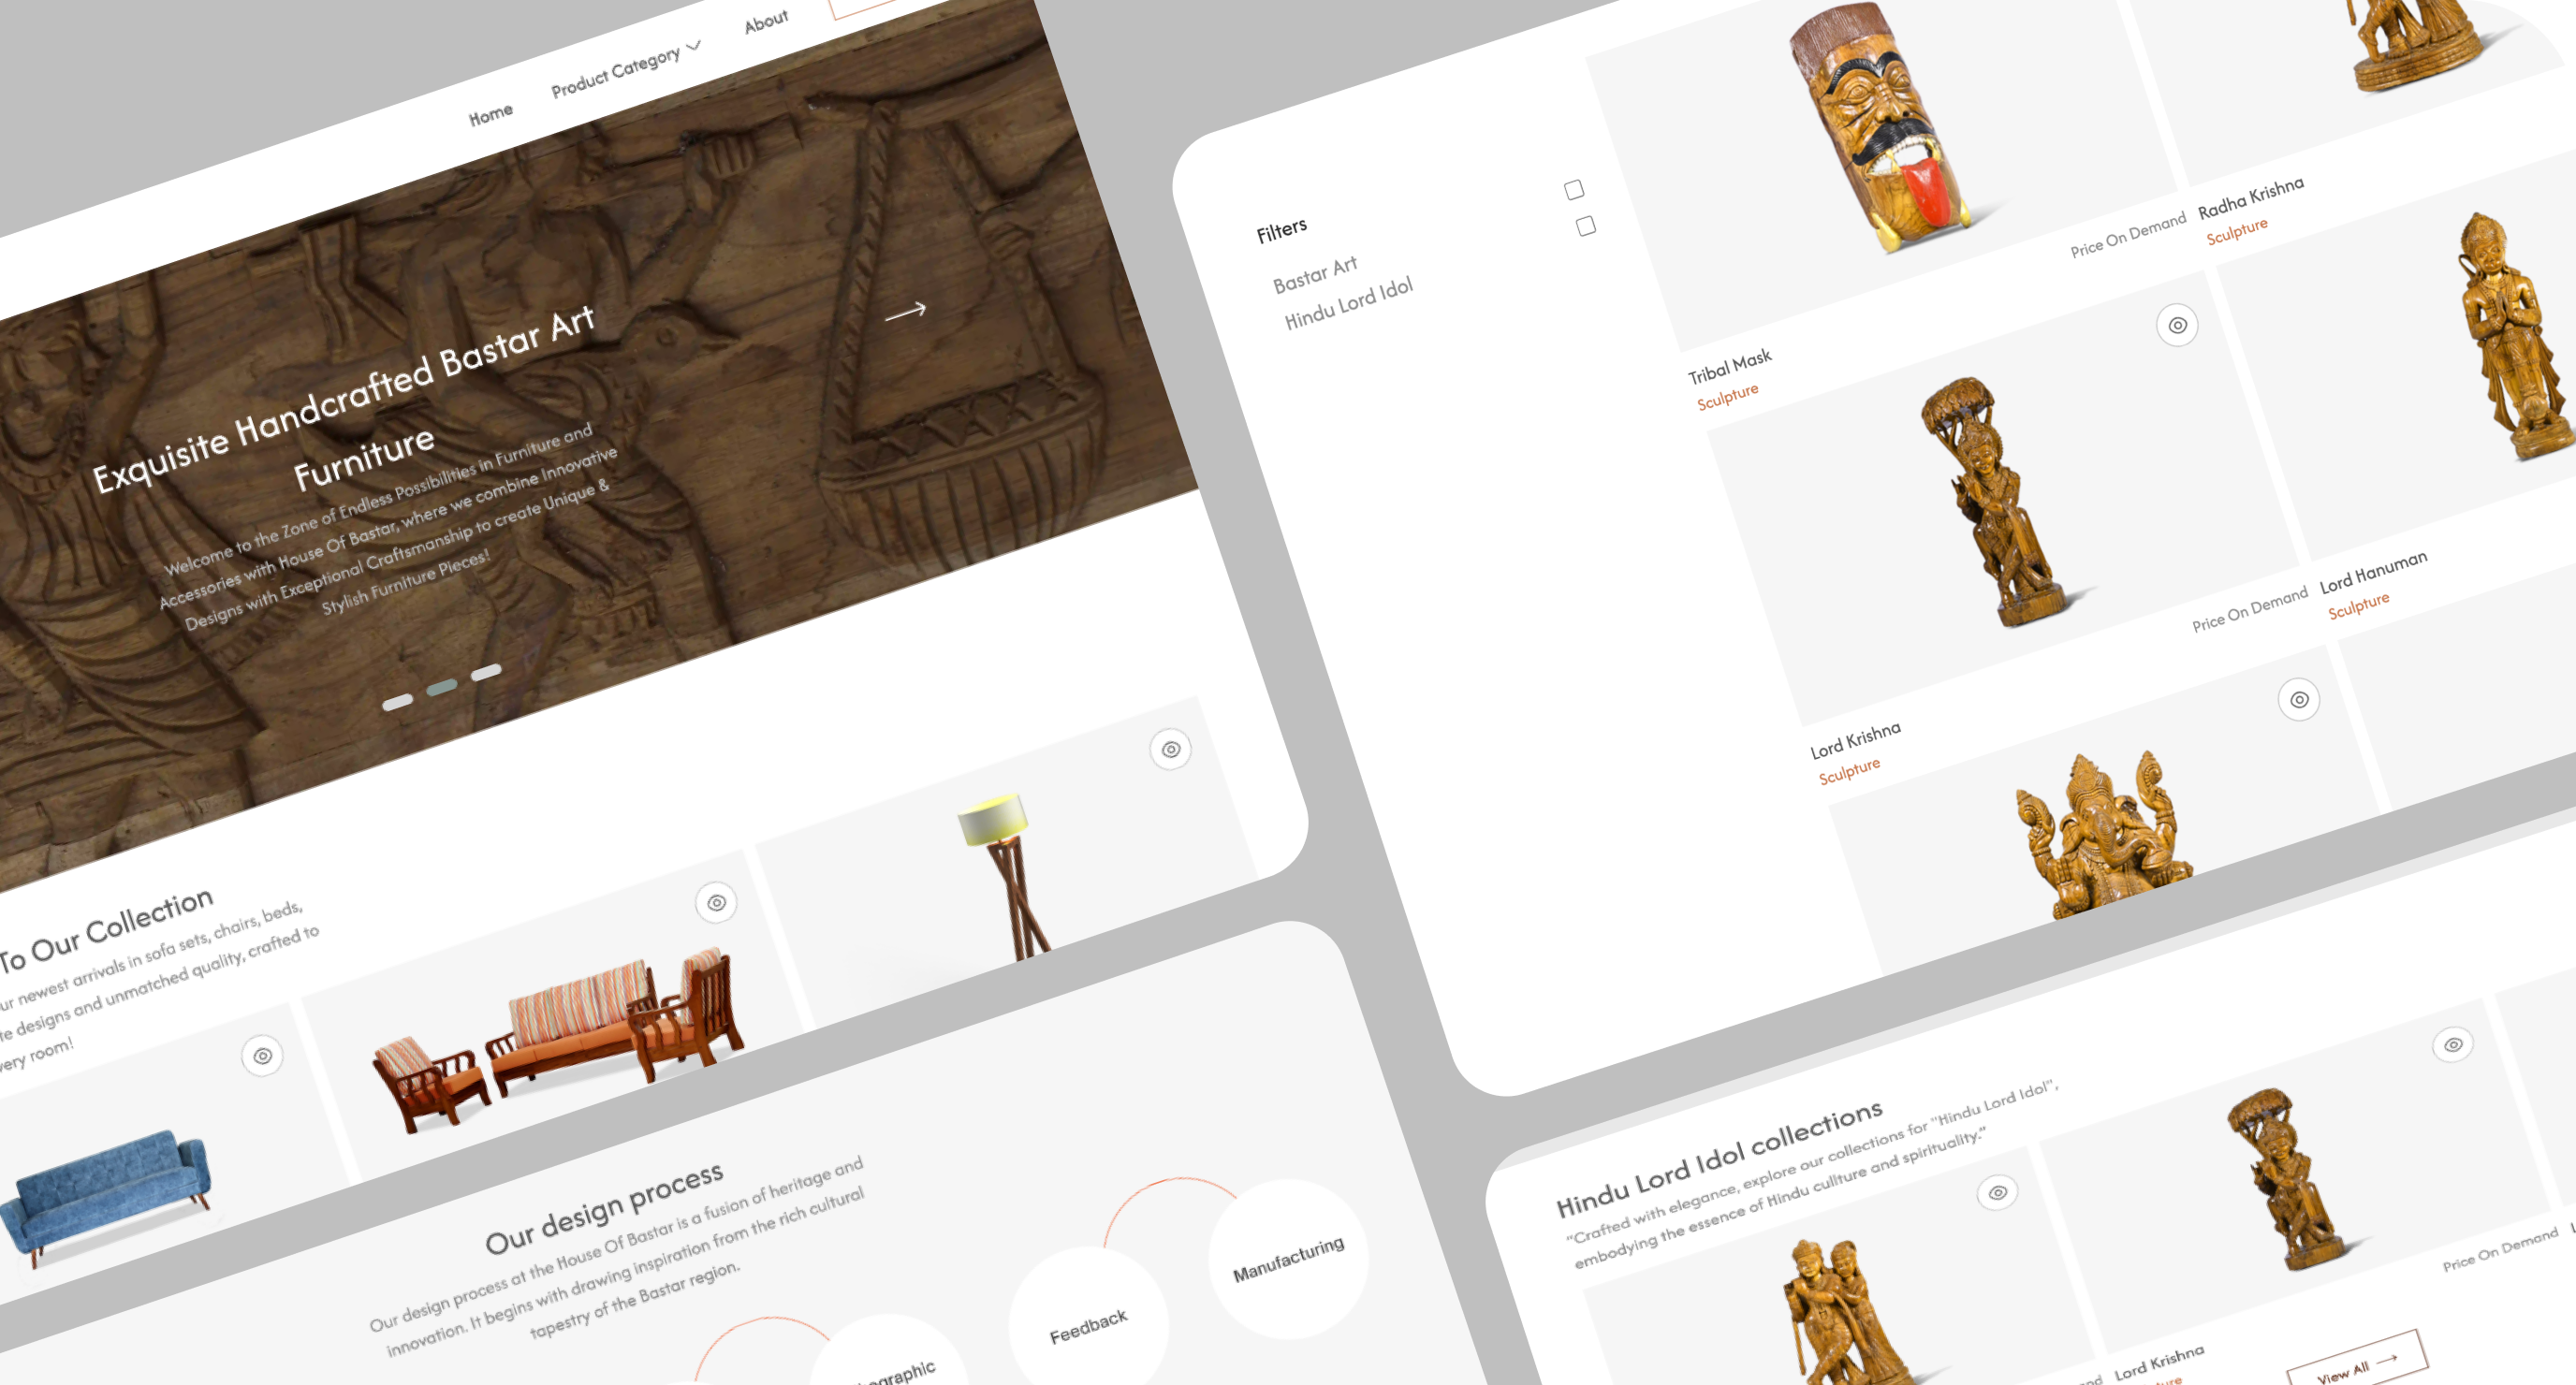 Home
Product Category
About
Exquisite Handcrafted Bastar Art
Furniture
Welcome to the Zone of Endless Possibilities in Furniture and
Accessories with House Of Bastar, where we combine Innovative
Designs with Exceptional Craftsmanship to create Unique &
Stylish Furniture Pieces!
To Our Collection
newest arrivals in sofa sets, chairs, beds,
designs and unmatched quality, crafted to
room!
Our design process
Our design process at the House Of Bastar is a fusion of heritage and
innovation. It begins with drawing inspiration from the rich cultural
tapestry of the Bastar region.
Feedback
Manufacturing
Filters
Bastar Art
Hindu Lord Idol
Tribal Mask
Sculpture
Price On Demand
Radha Krishna
Sculpture
Lord Krishna
Sculpture
Price On Demand
Lord Hanuman
Sculpture
Hindu Lord Idol collections
"Crafted with elegance, explore our collections for "Hindu Lord Idol",
embodying the essence of Hindu cullture and spirituality."
Price On Demand
Lord Krishna
View All